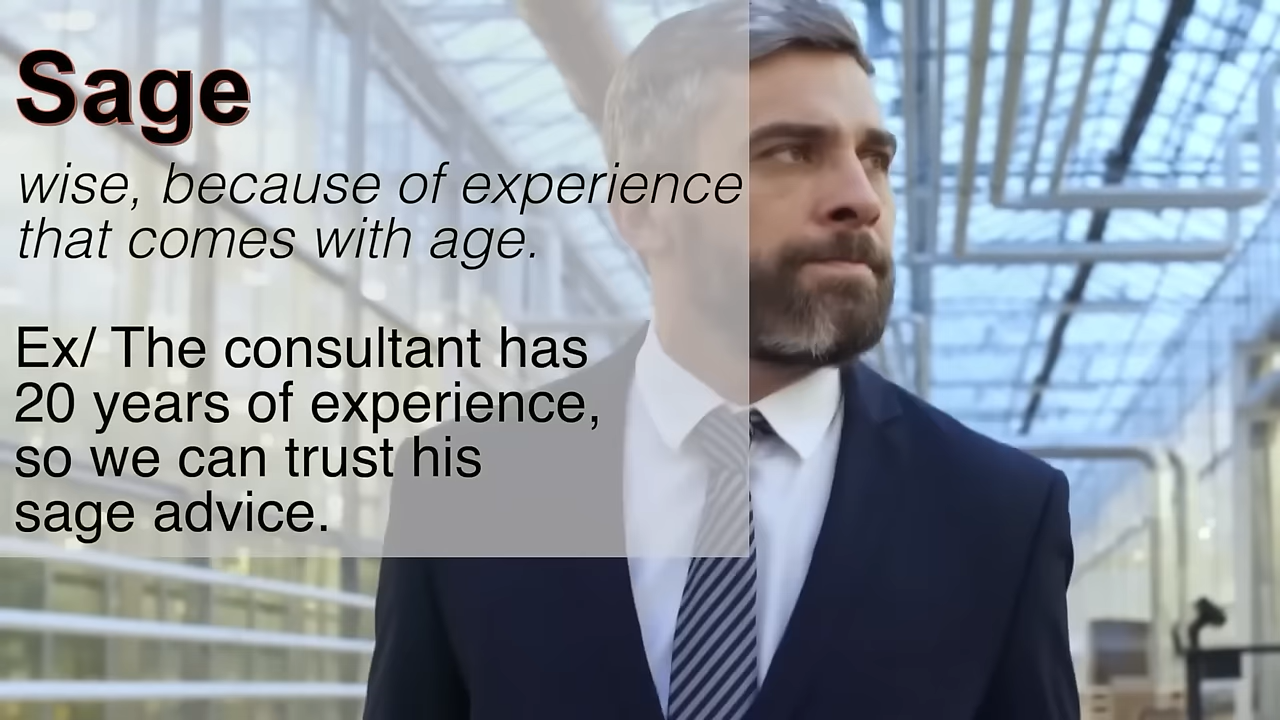 Sage
wise, because of experience
that comes with age.
Ex/ The consultant has
20 years of experience,
so we can trust his
sage advice.